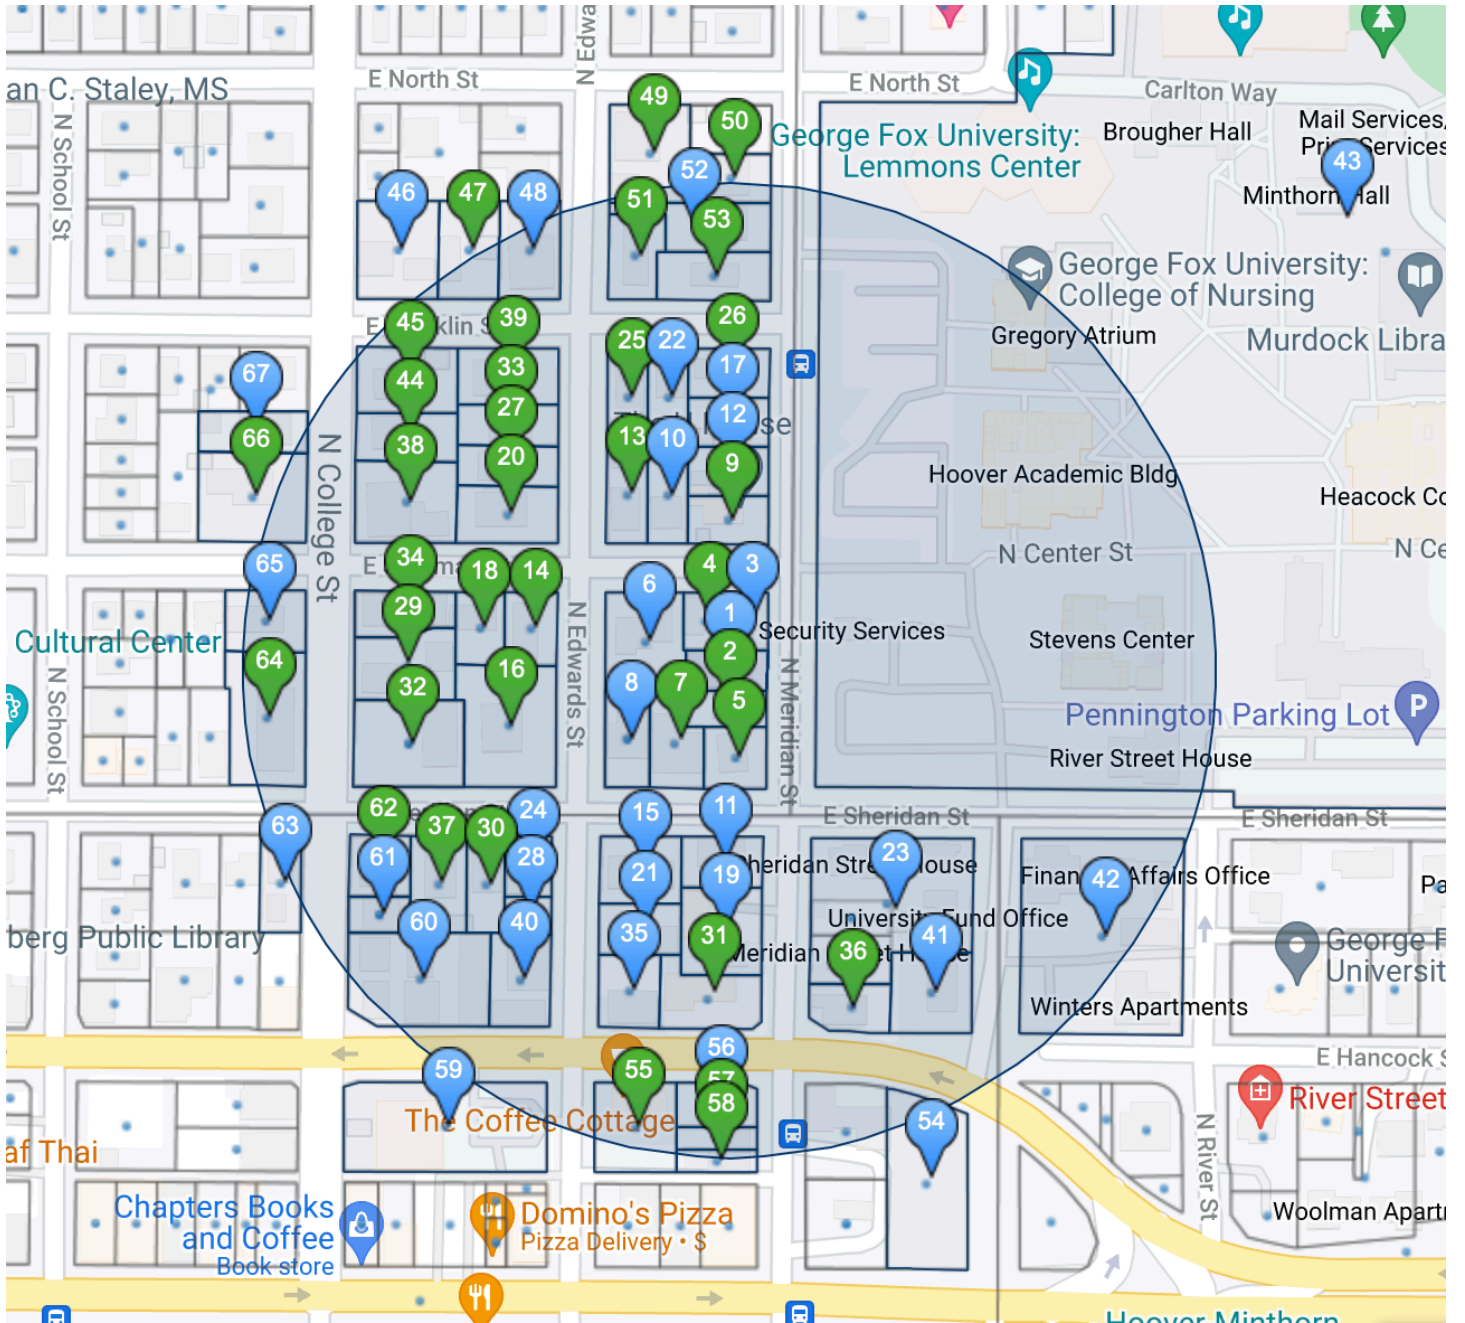 N Edwa
E North St
E North St
an C. Staley, MS
Carlton Way
49
50
George Fox University:
Lemmons Center
Brougher Hall
Mail Services,
Services
43
Minthorn Hall
N School St
46
47
48
52
51
53
George Fox University:
College of Nursing
Gregory Atrium
Murdock Libra
45
E klin S
39
26
25
22
17
33
44
67
27
12
13
10
66
38
20
9
N College St
Hoover Academic Bldg
Heacock Co
N Center St
N Ce
34
18
14
4
3
65
6
29
1
Security Services
Cultural Center
Stevens Center
2
64
16
32
8
7
5
N School St
N Edwards St
N Meridian St
Pennington Parking Lot
P
River Street House
62
24
15
11
E Sheridan St
E Sheridan St
63
37
30
61
28
21
19
23
42
60
40
35
31
36
41
University Fund Office
berg Public Library
George F
Universit
Winters Apartments
E Hancock S
56
57
58
55
59
The Coffee Cottage
54
River Street
af Thai
N River St
Chapters Books
and Coffee
Book store
Domino's Pizza
Pizza Delivery • $
Woolman Apartr
Hoover Minthorn